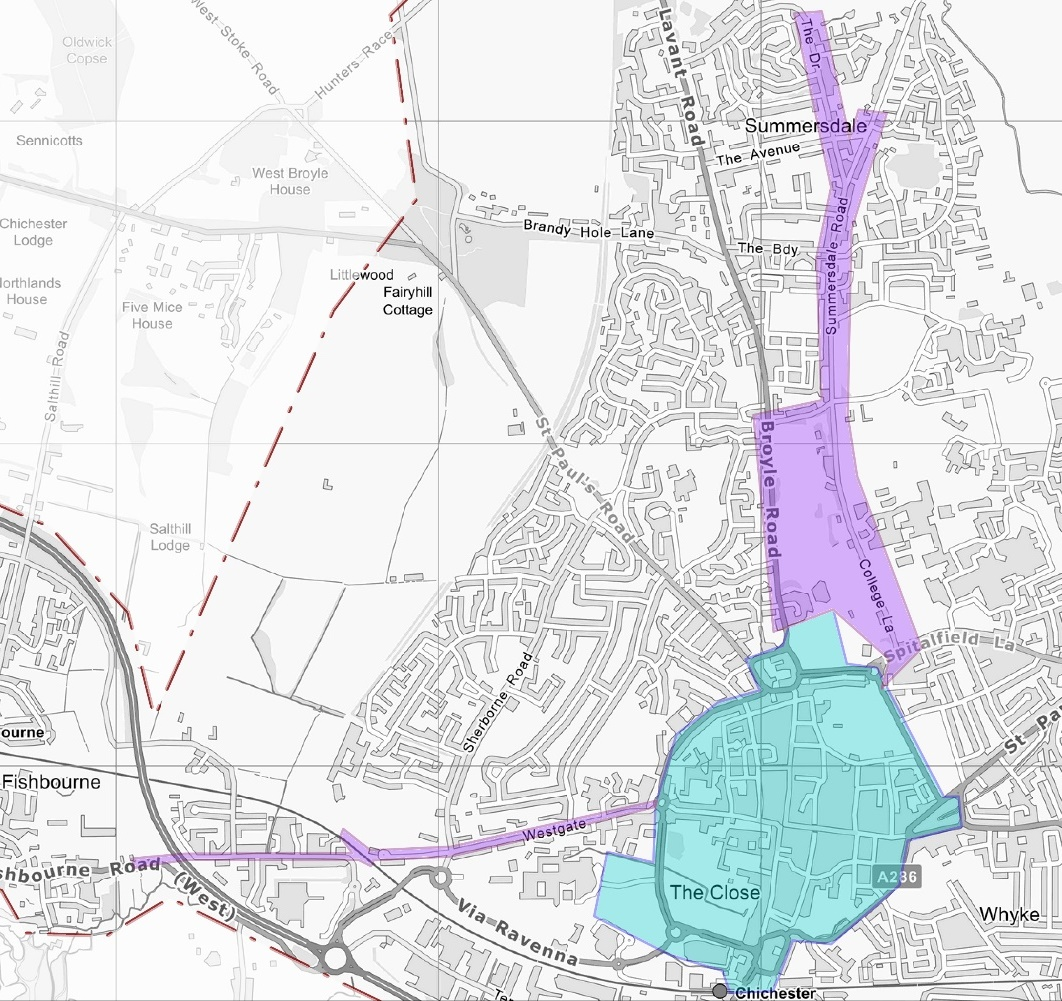 West-Stoke-Road
Hunters-Race
Oldwick
Copse
Sennicotts
West Broyle
House
Chichester
Lodge
House
Five Mice
House
Salthill-Road
Littlewood
Fairyhill
Cottage
Brandy Hole Lane
Lavant Road
The Dr
Summersdale
The Avenue
The Bdy
Summersdale-Road
St-Paul's-Road
Broyle-Road
College-La
Spitalfield La
Salthill
Lodge
Sherborne-Road
Fishbourne
Westgate
Road
(West)
Via-Ravenna
The Close
A286
Whyke
Chichester